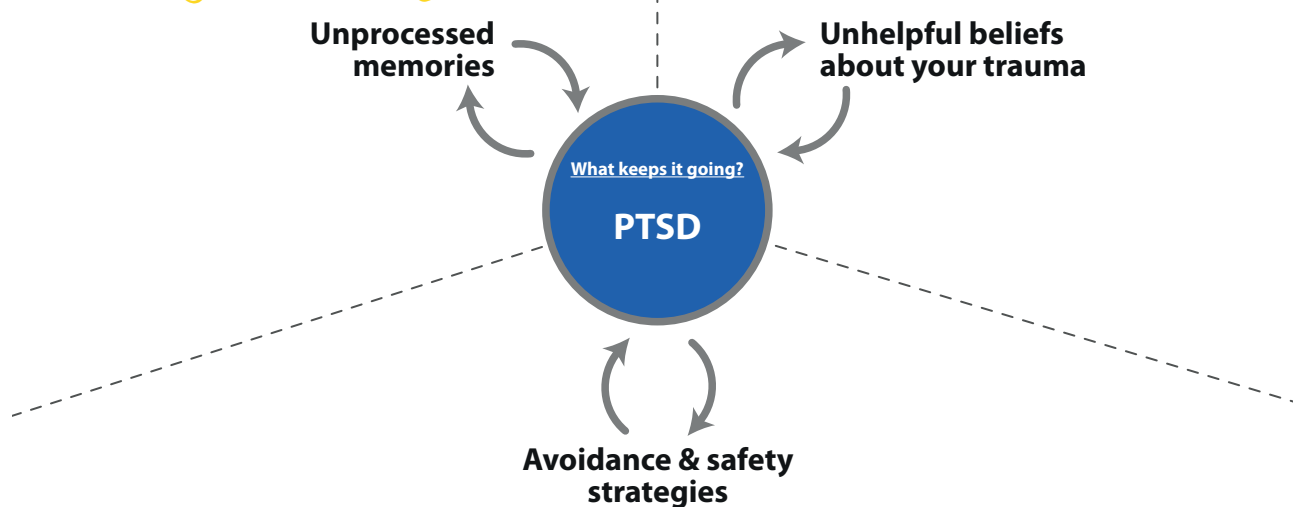 Unprocessed
memories
Unhelpful beliefs
about your trauma
What keeps it going?
PTSD
Avoidance & safety
strategies